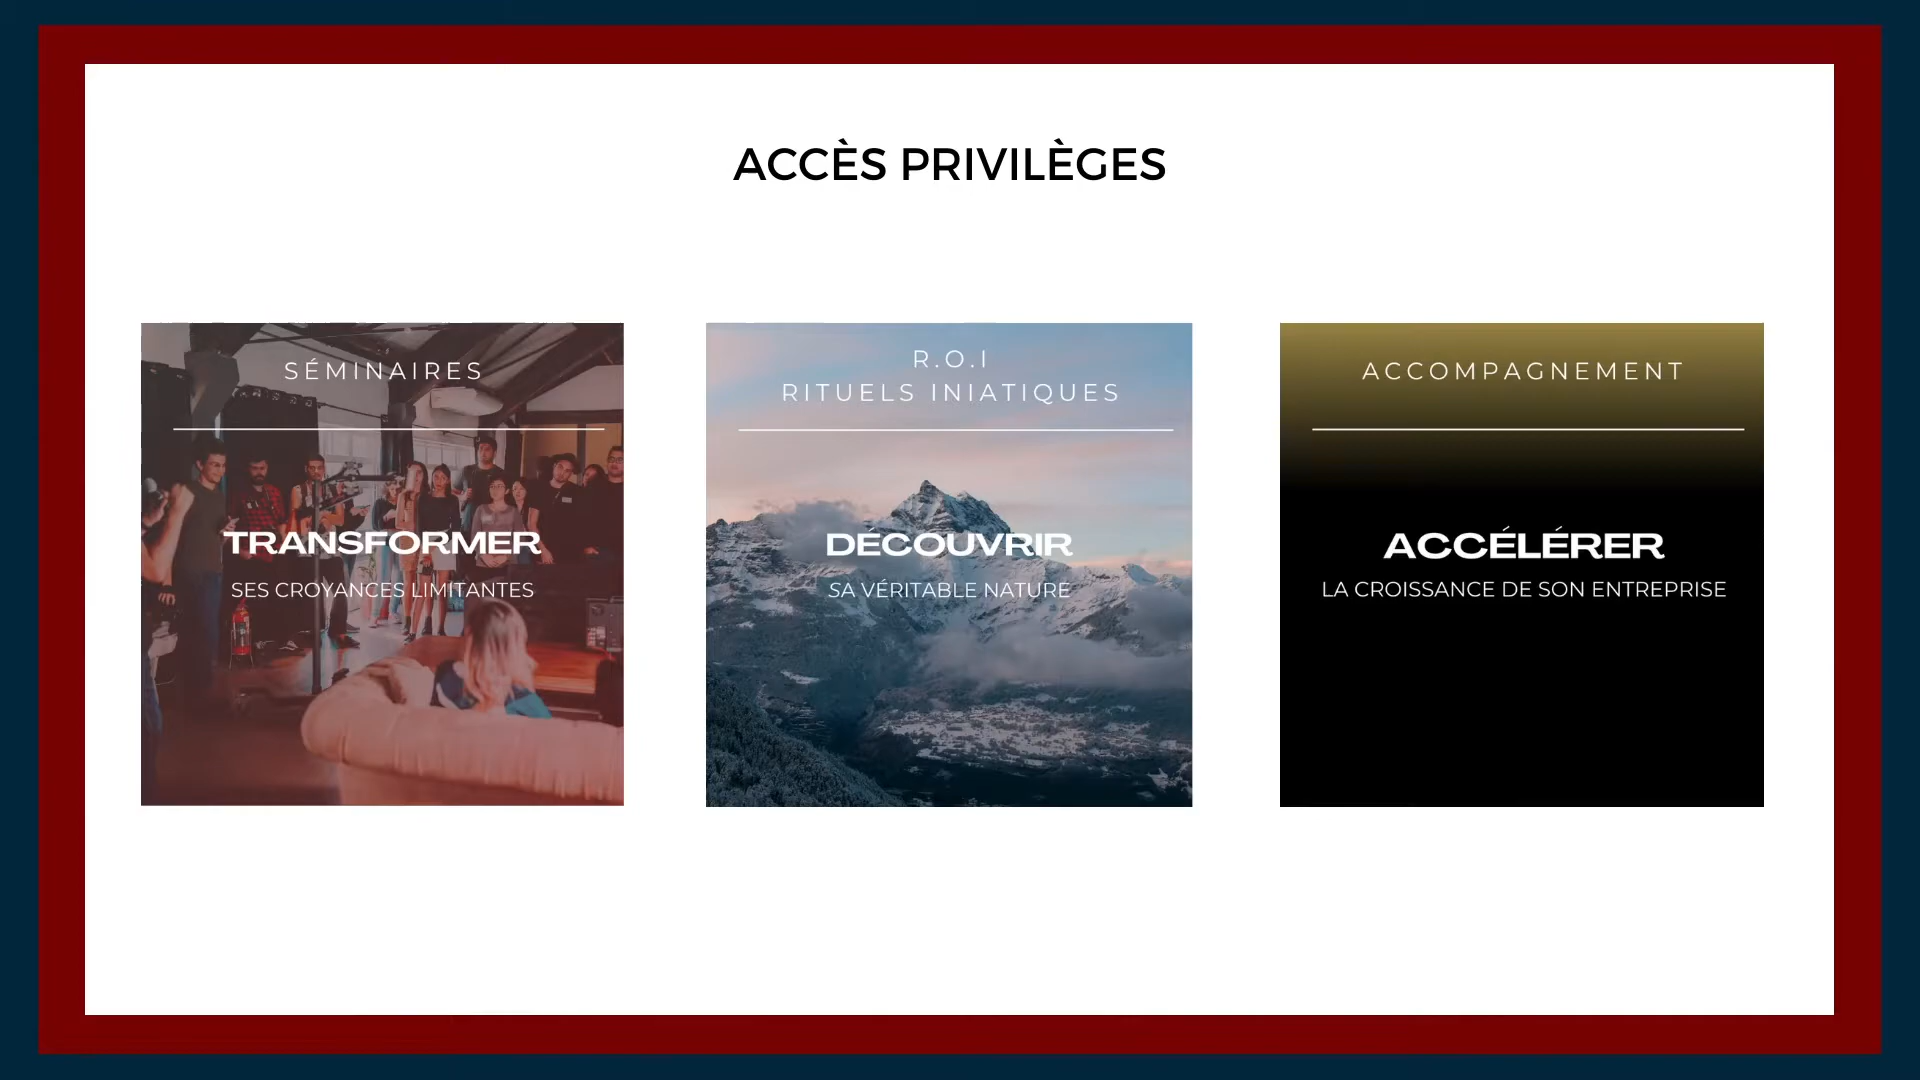 ACCÈS PRIVILÈGES
SÉMINAIRES
TRANSFORMER
SES CROYANCES LIMITANTES
R.O.I
RITUELS INIATIQUES
DÉCOUVRIR
SA VÉRITABLE NATURE
ACCOMPAGNEMENT
ACCÉLÉRER
LA CROISSANCE DE SON ENTREPRISE